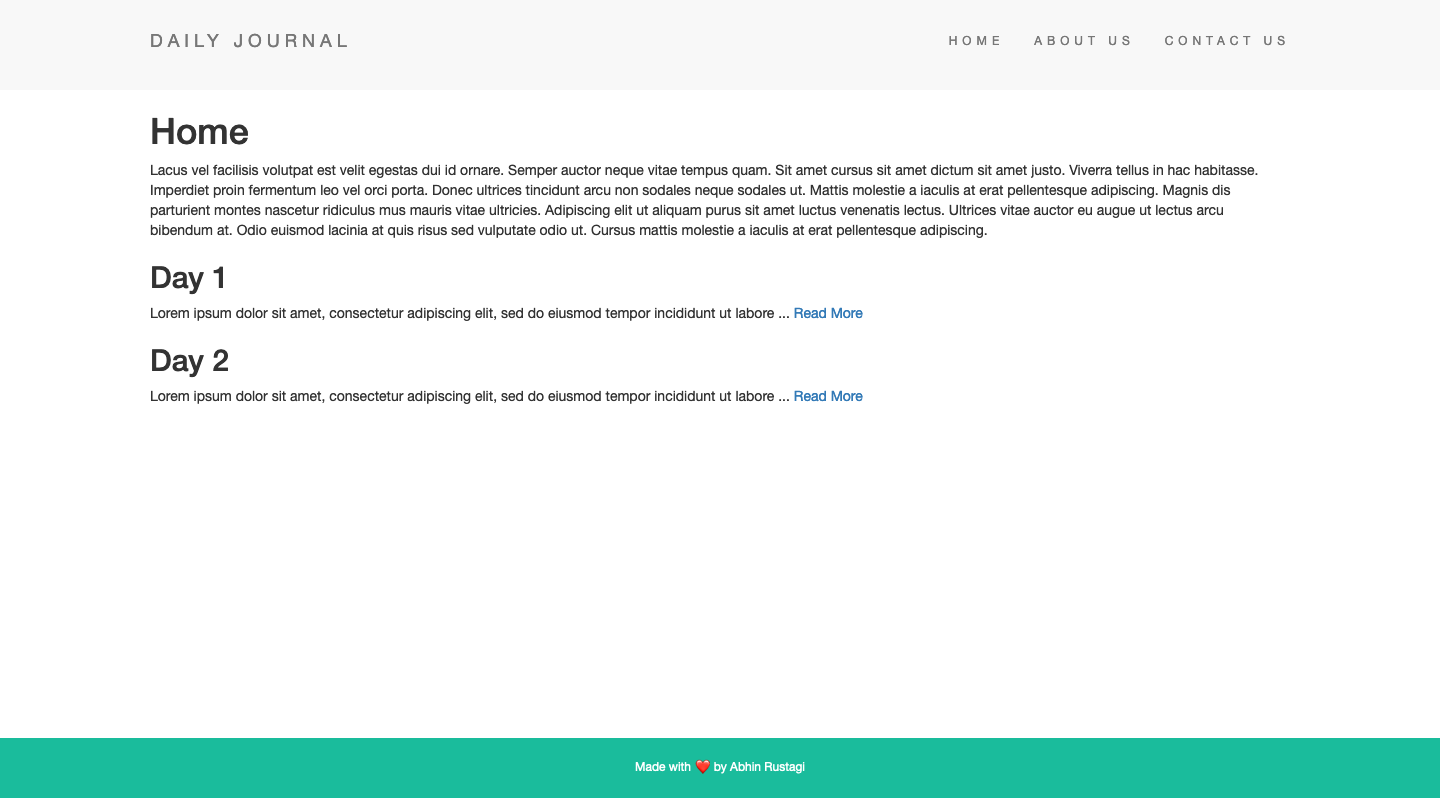 DAILY JOURNAL
HOME ABOUT US CONTACT US
Home
Lacus vel facilisis volutpat est velit egestas dui id ornare. Semper auctor neque vitae tempus quam. Sit amet cursus sit amet dictum sit amet justo. Viverra tellus in hac habitasse.
Imperdiet proin fermentum leo vel orci porta. Donec ultrices tincidunt arcu non sodales neque sodales ut. Mattis molestie a iaculis at erat pellentesque adipiscing. Magnis dis
parturient montes nascetur ridiculus mus mauris vitae ultricies. Adipiscing elit ut aliquam purus sit amet luctus venenatis lectus. Ultrices vitae auctor eu augue ut lectus arcu
bibendum at. Odio euismod lacinia at quis risus sed vulputate odio ut. Cursus mattis molestie a iaculis at erat pellentesque adipiscing.
Day 1
Lorem ipsum dolor sit amet, consectetur adipiscing elit, sed do eiusmod tempor incididunt ut labore ... Read More
Day 2
Lorem ipsum dolor sit amet, consectetur adipiscing elit, sed do eiusmod tempor incididunt ut labore ... Read More
Made with ❤️ by Abhin Rustagi